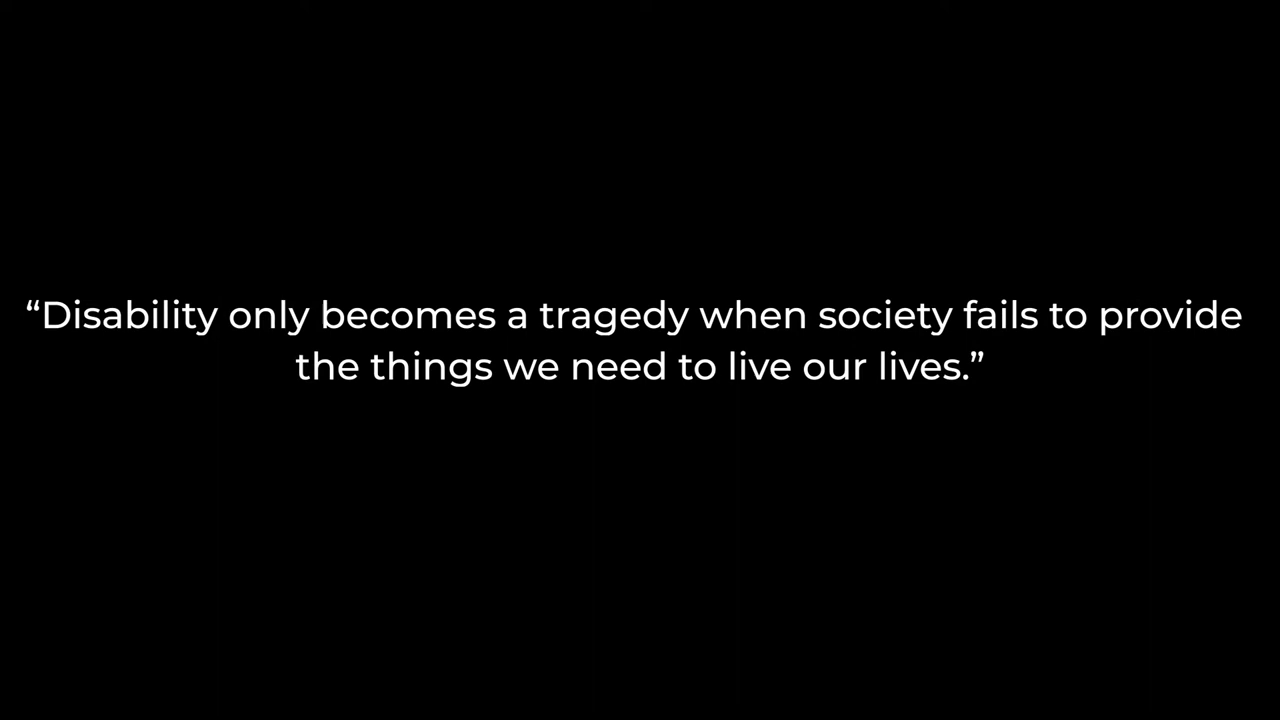 “Disability only becomes a tragedy when society fails to provide
the things we need to live our lives.”